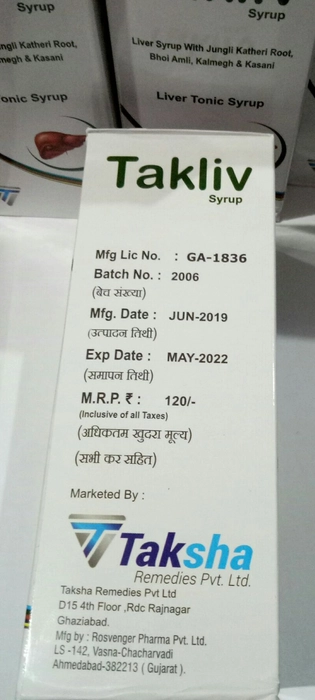 Syrup
ngli Katheri Root,
megh & Kasani
onic Syrup
Syrup
Liver Syrup With Jungli Katheri Root,
Bhoi Amli, Kalmegh & Kasani
Liver Tonic Syrup
Takliv
Syrup
Mfg Lic No. : GA-1836
Batch No. : 2006
(बेच संख्या)
Mfg. Date : JUN-2019
(उत्पादन तिथी)
Exp Date : MAY-2022
(समापन तिथी)
M.R.P. ₹ : 120/-
(Inclusive of all Taxes)
(अधिकतम खुदरा मूल्य)
(सभी कर सहित)
Marketed By :
Taksha
Remedies Pvt. Ltd.
Taksha Remedies Pvt Ltd
D15 4th Floor ,Rdc Rajnagar
Ghaziabad.
Mfg by : Rosvenger Pharma Pvt. Ltd.
LS -142, Vasna-Chacharvadi
Ahmedabad-382213 ( Gujarat ).